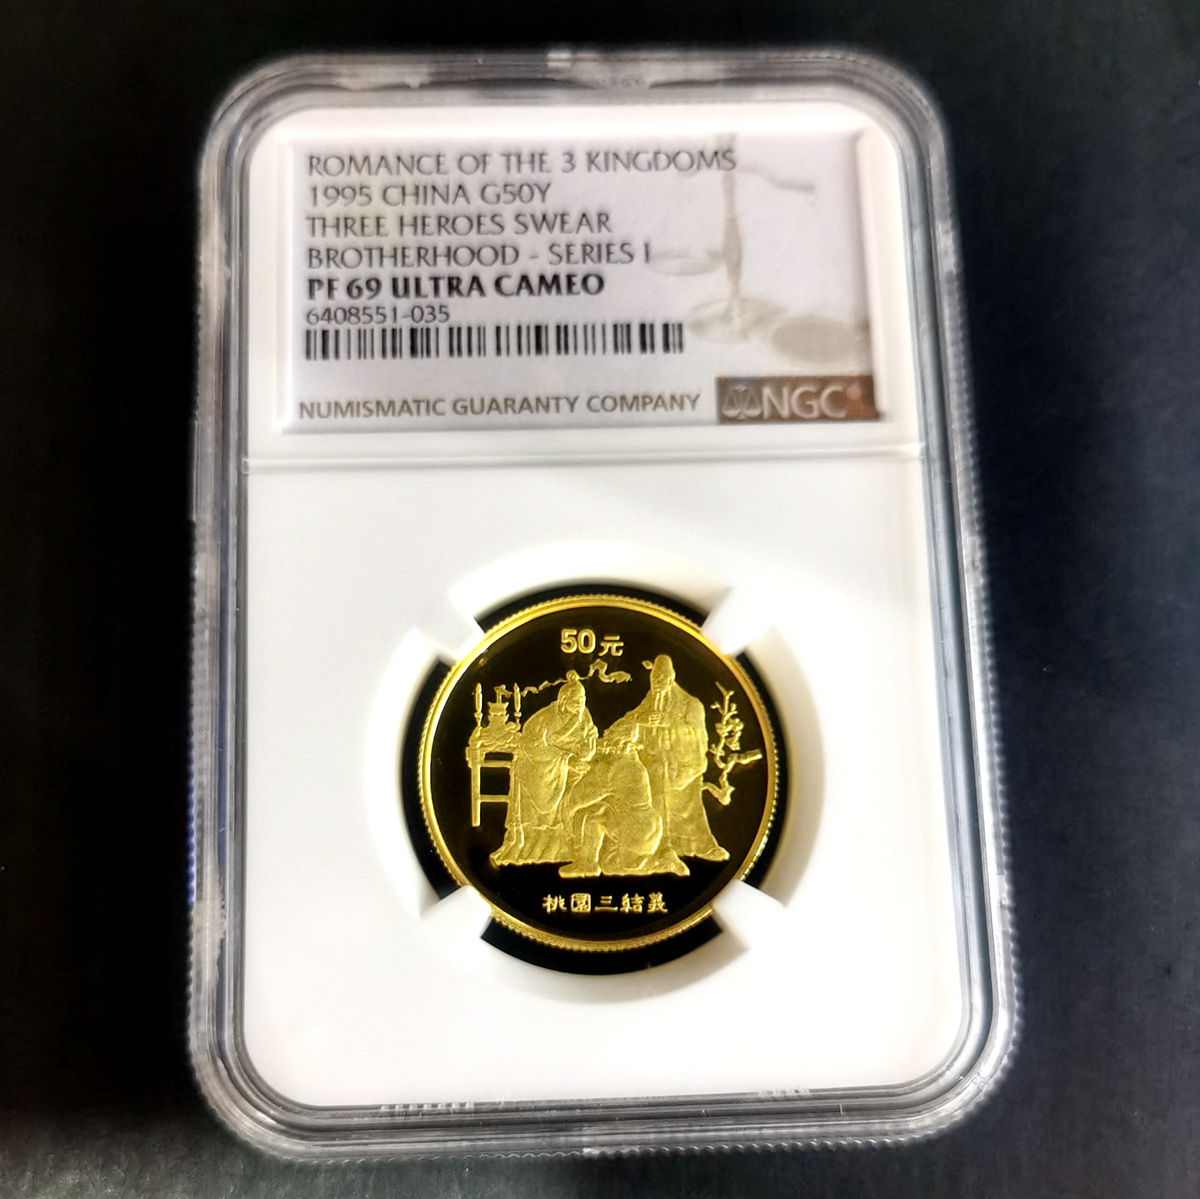 ROMANCE OF THE 3 KINGDOMS
1995 CHINA G50Y
THREE HEROES SWEAR
BROTHERHOOD - SERIES I
PF 69 ULTRA CAMEO
6408551-035
NUMISMATIC GUARANTY COMPANY NGC
50元
桃園三結義